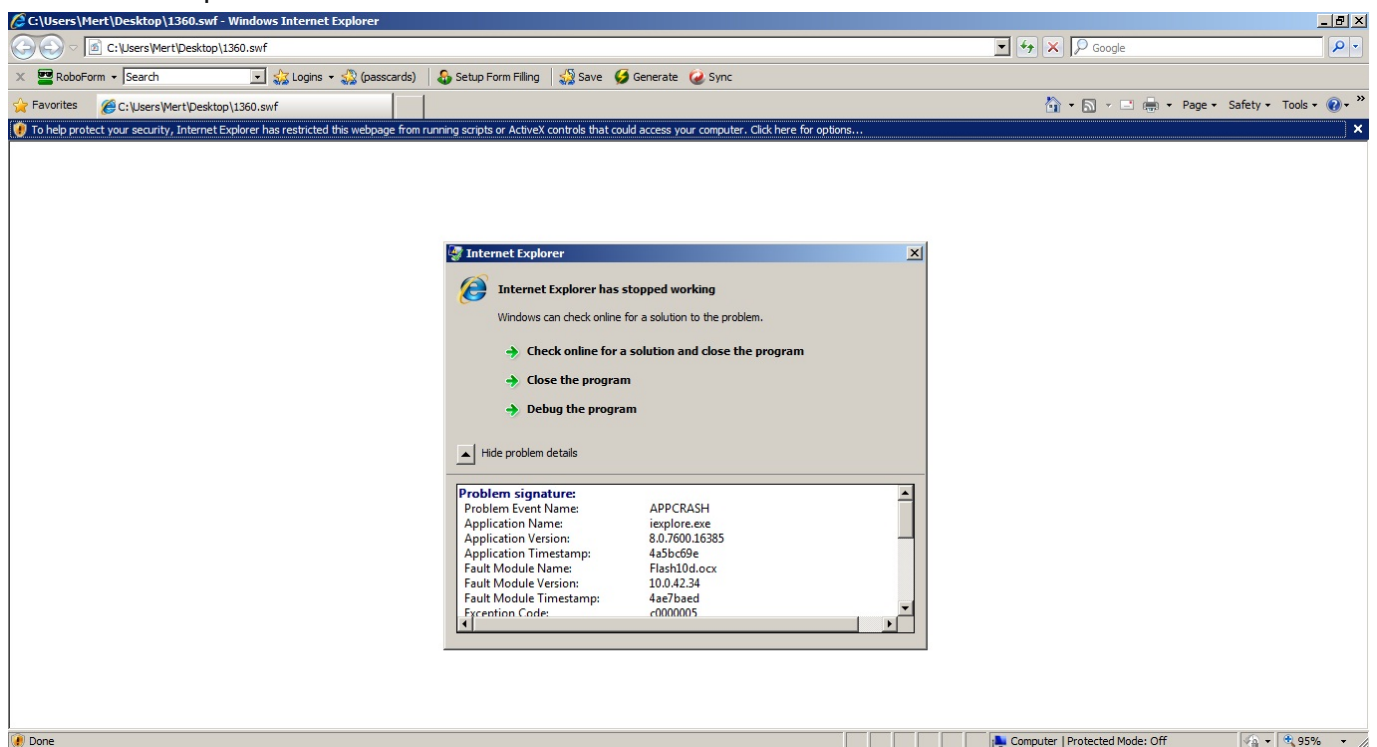 C:\Users\Mert\Desktop\1360.swf - Windows Internet Explorer
C:\Users\Mert\Desktop\1360.swf
Google
RoboForm
Search
Logins
(passcards)
Setup Form Filling
Save
Generate
Sync
Favorites
C:\Users\Mert\Desktop\1360.swf
Page
Safety
Tools
To help protect your security, Internet Explorer has restricted this webpage from running scripts or ActiveX controls that could access your computer. Click here for options...
Internet Explorer
Internet Explorer has stopped working
Windows can check online for a solution to the problem.
Check online for a solution and close the program
Close the program
Debug the program
Hide problem details
Problem signature:
Problem Event Name: APPCRASH
Application Name: iexplore.exe
Application Version: 8.0.7600.16385
Application Timestamp: 4a5bc69e
Fault Module Name: Flash10d.ocx
Fault Module Version: 10.0.42.34
Fault Module Timestamp: 4ae7baed
Exception Code: c0000005
Done
Computer | Protected Mode: Off
95%